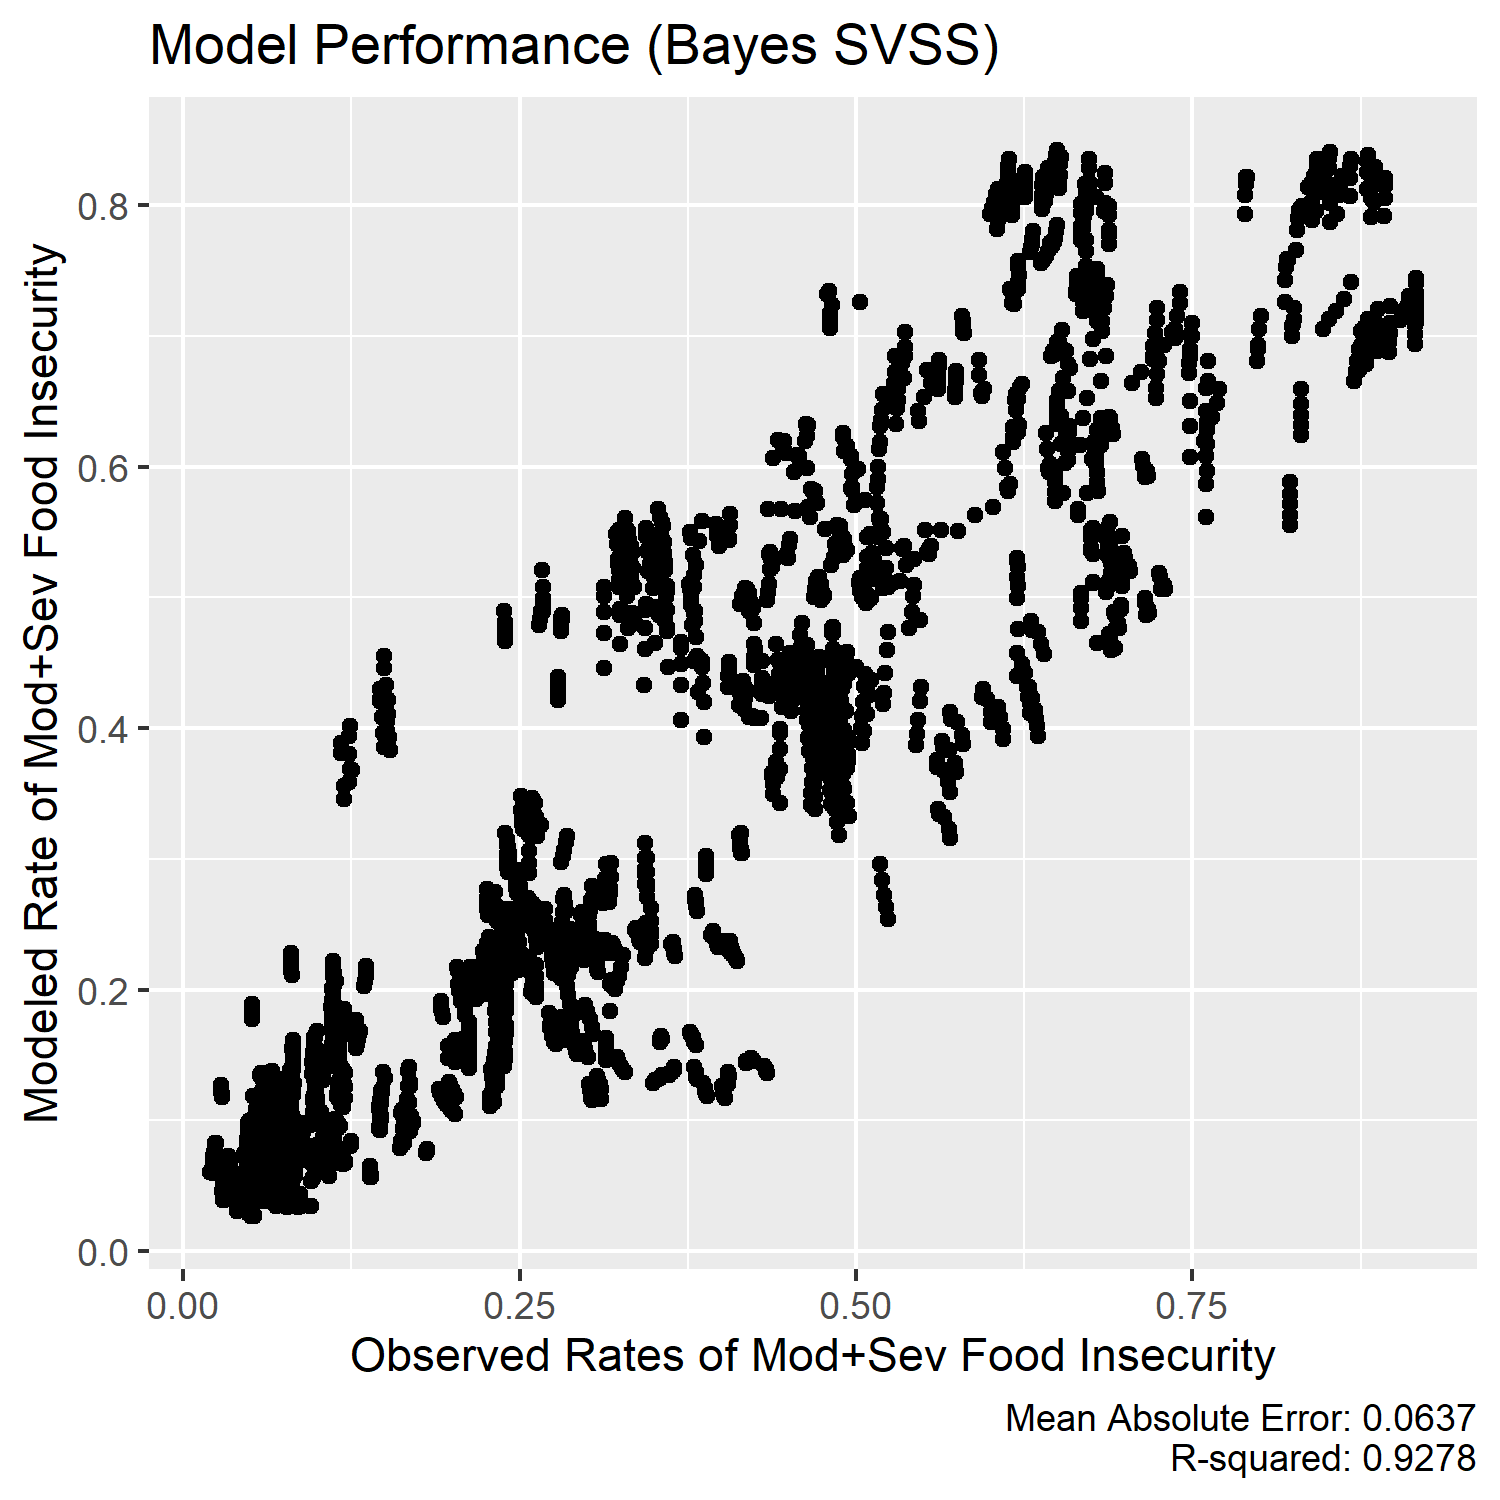 Model Performance (Bayes SVSS)
Modeled Rate of Mod+Sev Food Insecurity
0.8
0.6
0.4
0.2
0.0
0.00 0.25 0.50 0.75
Observed Rates of Mod+Sev Food Insecurity
Mean Absolute Error: 0.0637
R-squared: 0.9278